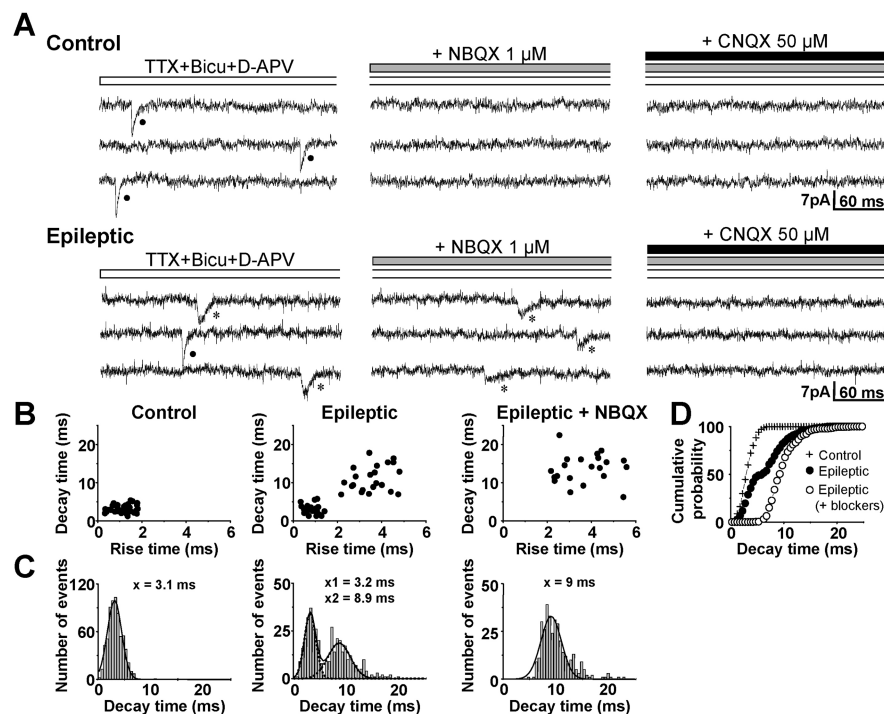 A
Control
TTX+Bicu+D-APV
+ NBQX 1 µM
+ CNQX 50 µM
7pA 60 ms
Epileptic
TTX+Bicu+D-APV
+ NBQX 1 µM
+ CNQX 50 µM
* * * * *
7pA 60 ms
B
Control
Epileptic
Epileptic + NBQX
D
Decay time (ms)
30
20
10
0
0 2 4 6
Rise time (ms)
Decay time (ms)
30
20
10
0
0 2 4 6
Rise time (ms)
Decay time (ms)
30
20
10
0
0 2 4 6
Rise time (ms)
Cumulative
probability
100
50
0
0 10 20
Decay time (ms)
+ Control
Epileptic
Epileptic
(+ blockers)
C
Number of events
120
60
0
x = 3.1 ms
0 10 20
Decay time (ms)
Number of events
50
25
0
x1 = 3.2 ms
x2 = 8.9 ms
0 10 20
Decay time (ms)
Number of events
50
25
0
x = 9 ms
0 10 20
Decay time (ms)